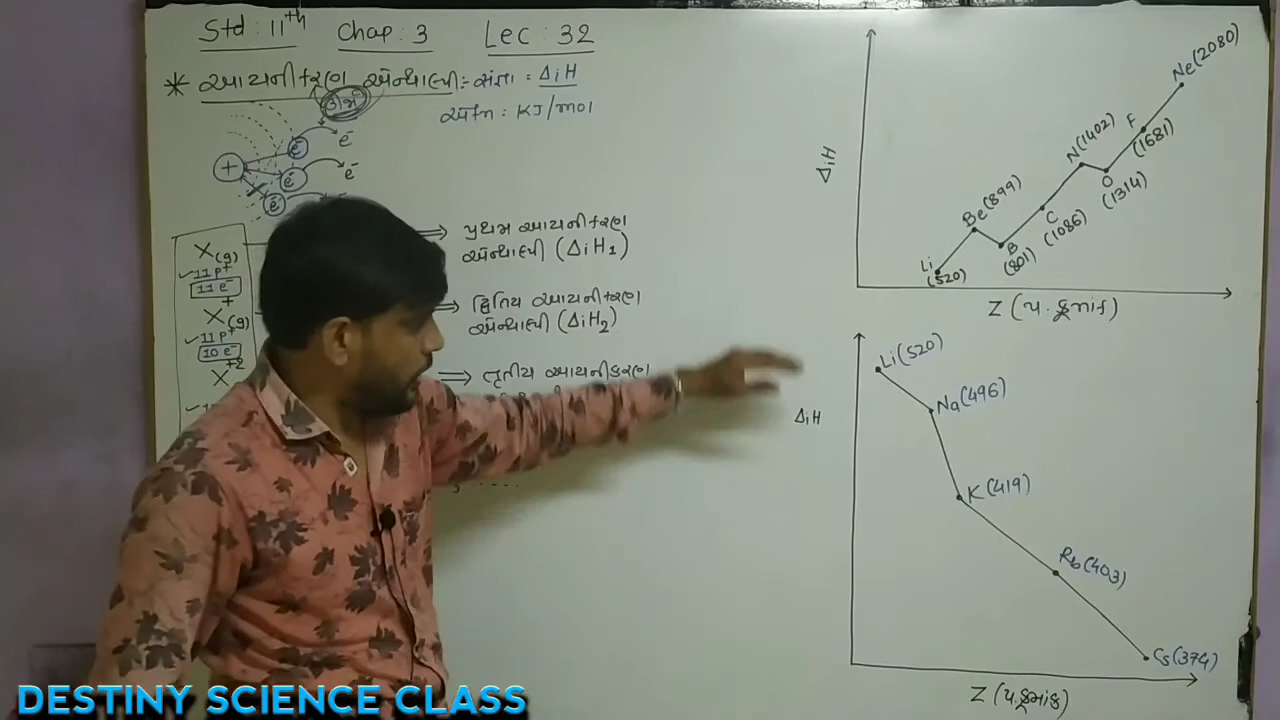 Std : 11th Chap : 3 Lec : 32
* આયનીકરણ એન્થાલ્પી :- સંજ્ઞા : ΔiH
એકમ : KJ/mol
ઊર્જા
e⁻
e⁻ e⁻
+ e⁻
e⁻
X(g) ⇒ પ્રથમ આયનીકરણ
✓11 p⁺ એન્થાલ્પી (ΔiH1)
11 e⁻
X⁺(g) ⇒ દ્વિતિય આયનીકરણ
✓11 p⁺ એન્થાલ્પી (ΔiH2)
10 e⁻
X⁺² ⇒ તૃતીય આયનીકરણ
ΔiH
Ne(2080)
F
(1681)
N(1402)
O
(1314)
Be(899)
C
(1086)
B
(801)
Li
(520)
Z (પ. ક્રમાંક)
ΔiH
Li(520)
Na(496)
K(419)
Rb(403)
Cs(374)
Z (પ.ક્રમાંક)
DESTINY SCIENCE CLASS